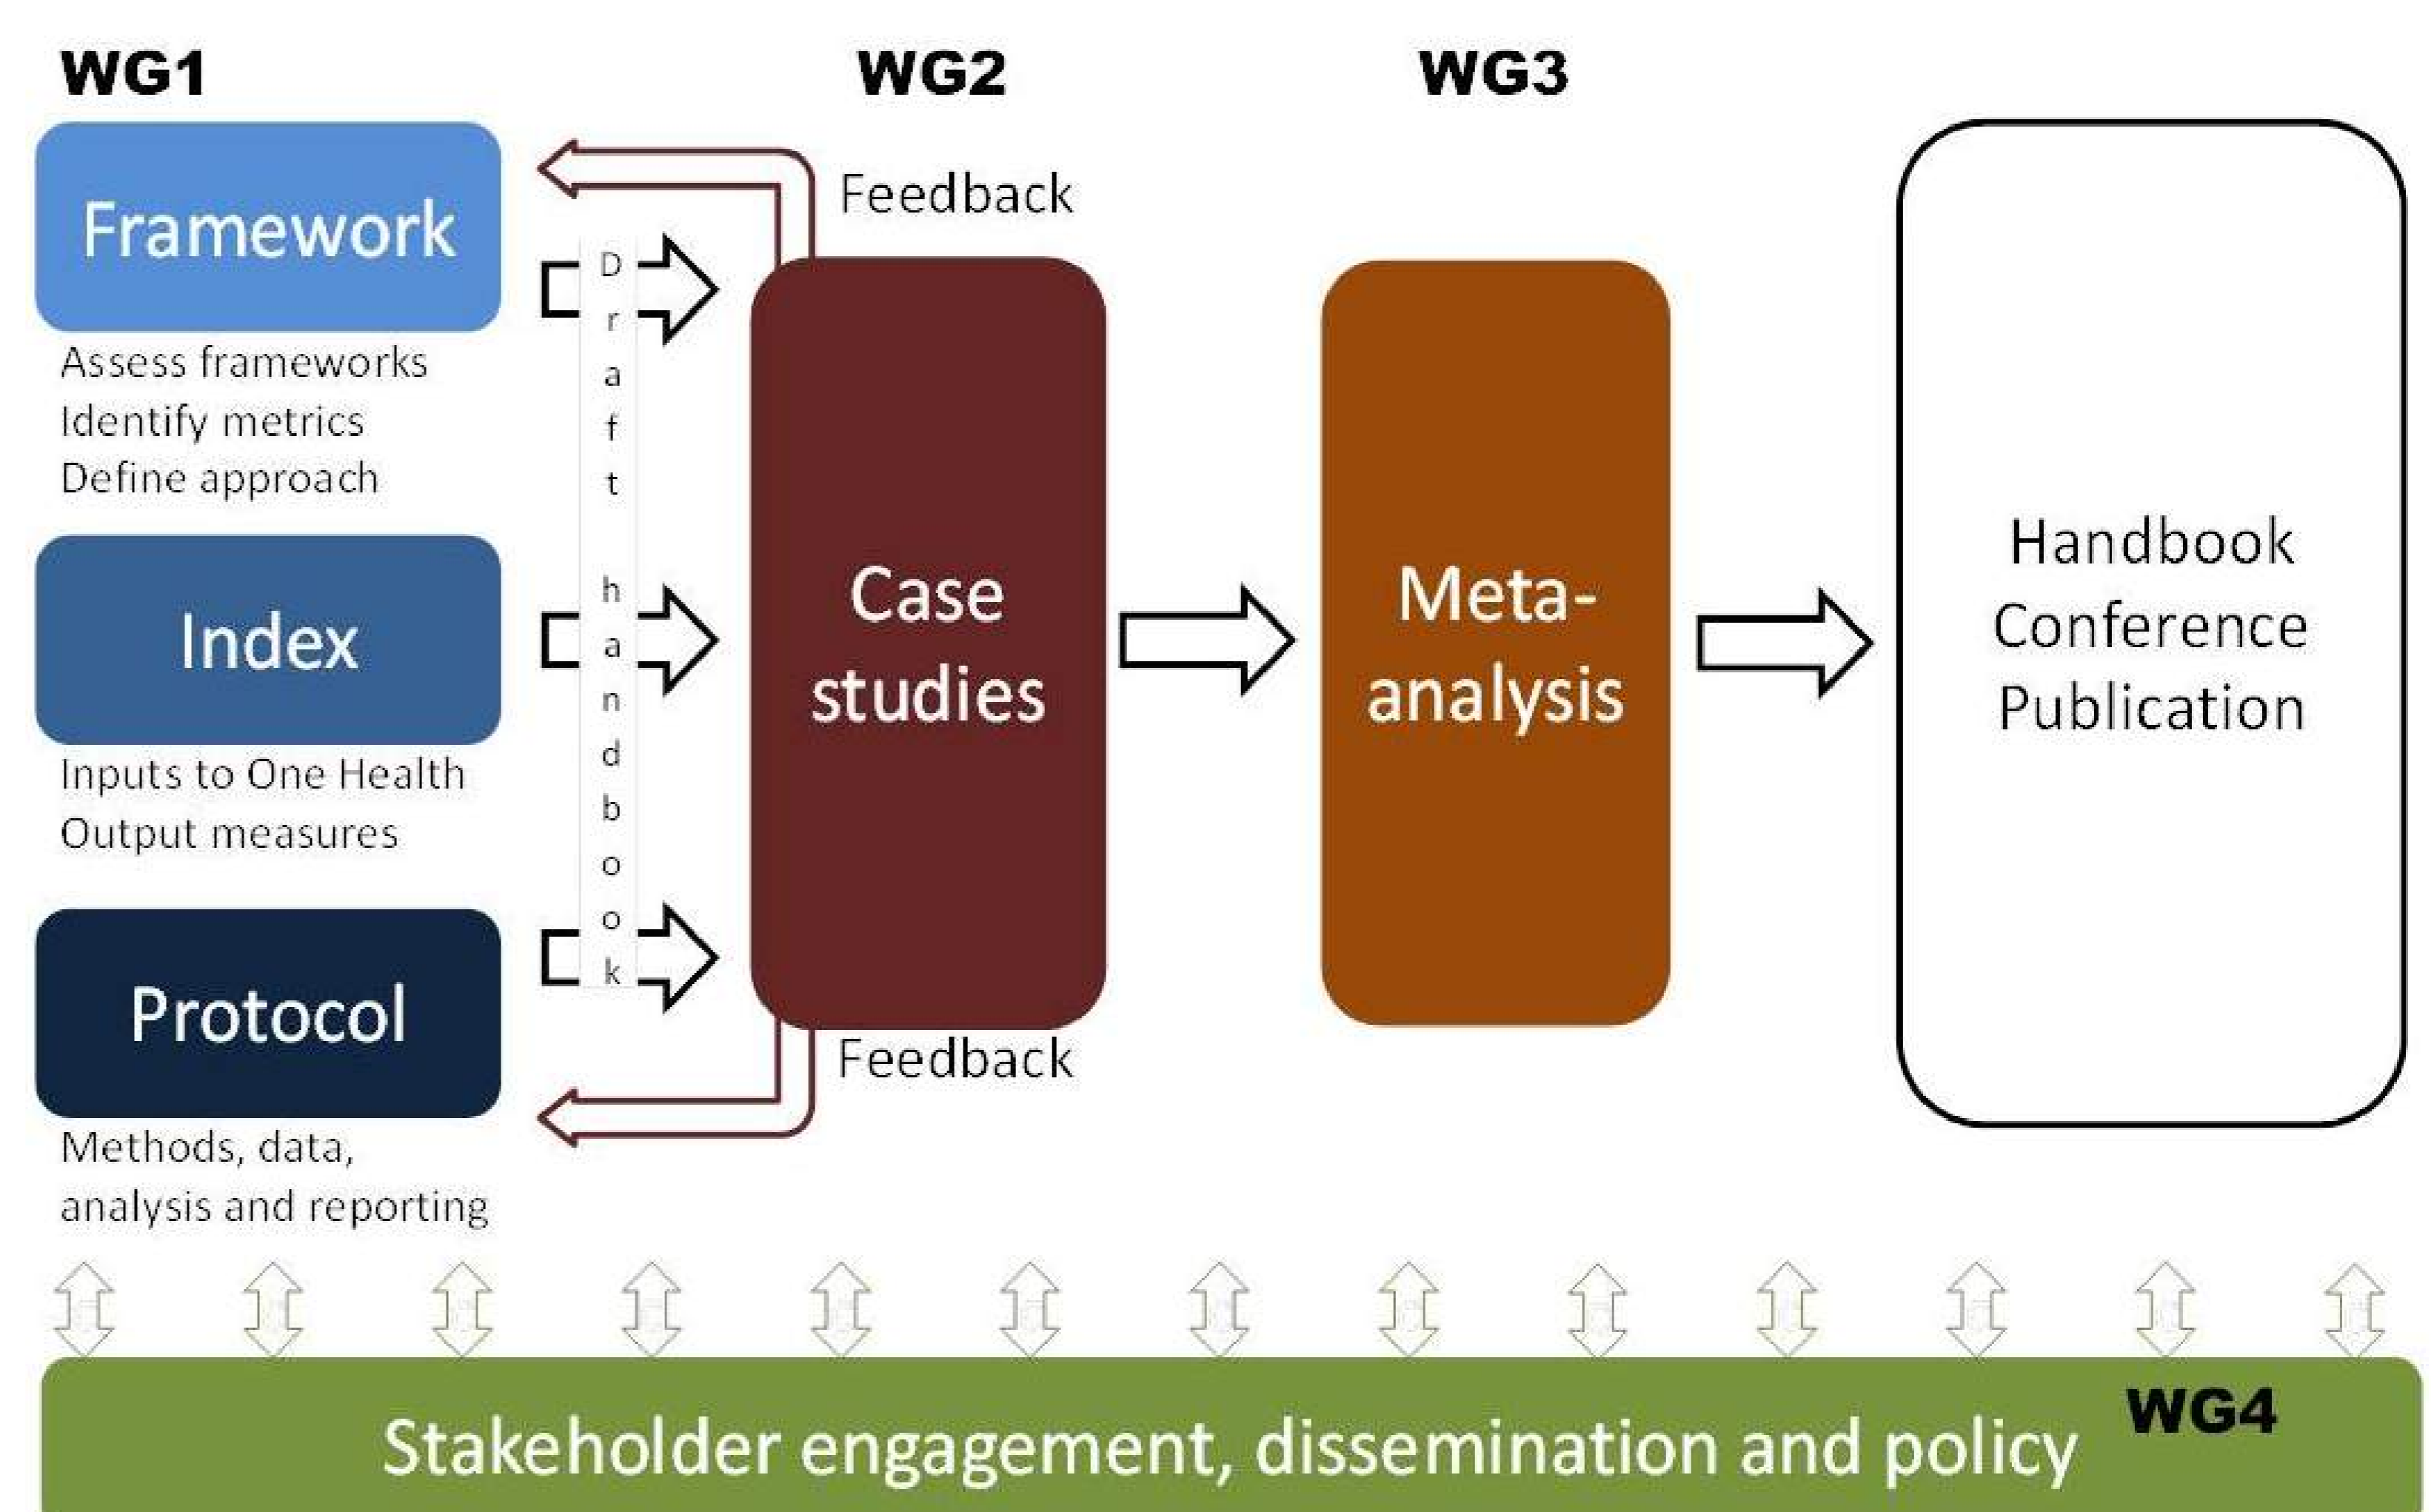 WG1
WG2
WG3
Framework
Assess frameworks
Identify metrics
Define approach
Index
Inputs to One Health
Output measures
Protocol
Methods, data,
analysis and reporting
Draft handbook
Feedback
Case
studies
Feedback
Meta-
analysis
Handbook
Conference
Publication
WG4
Stakeholder engagement, dissemination and policy